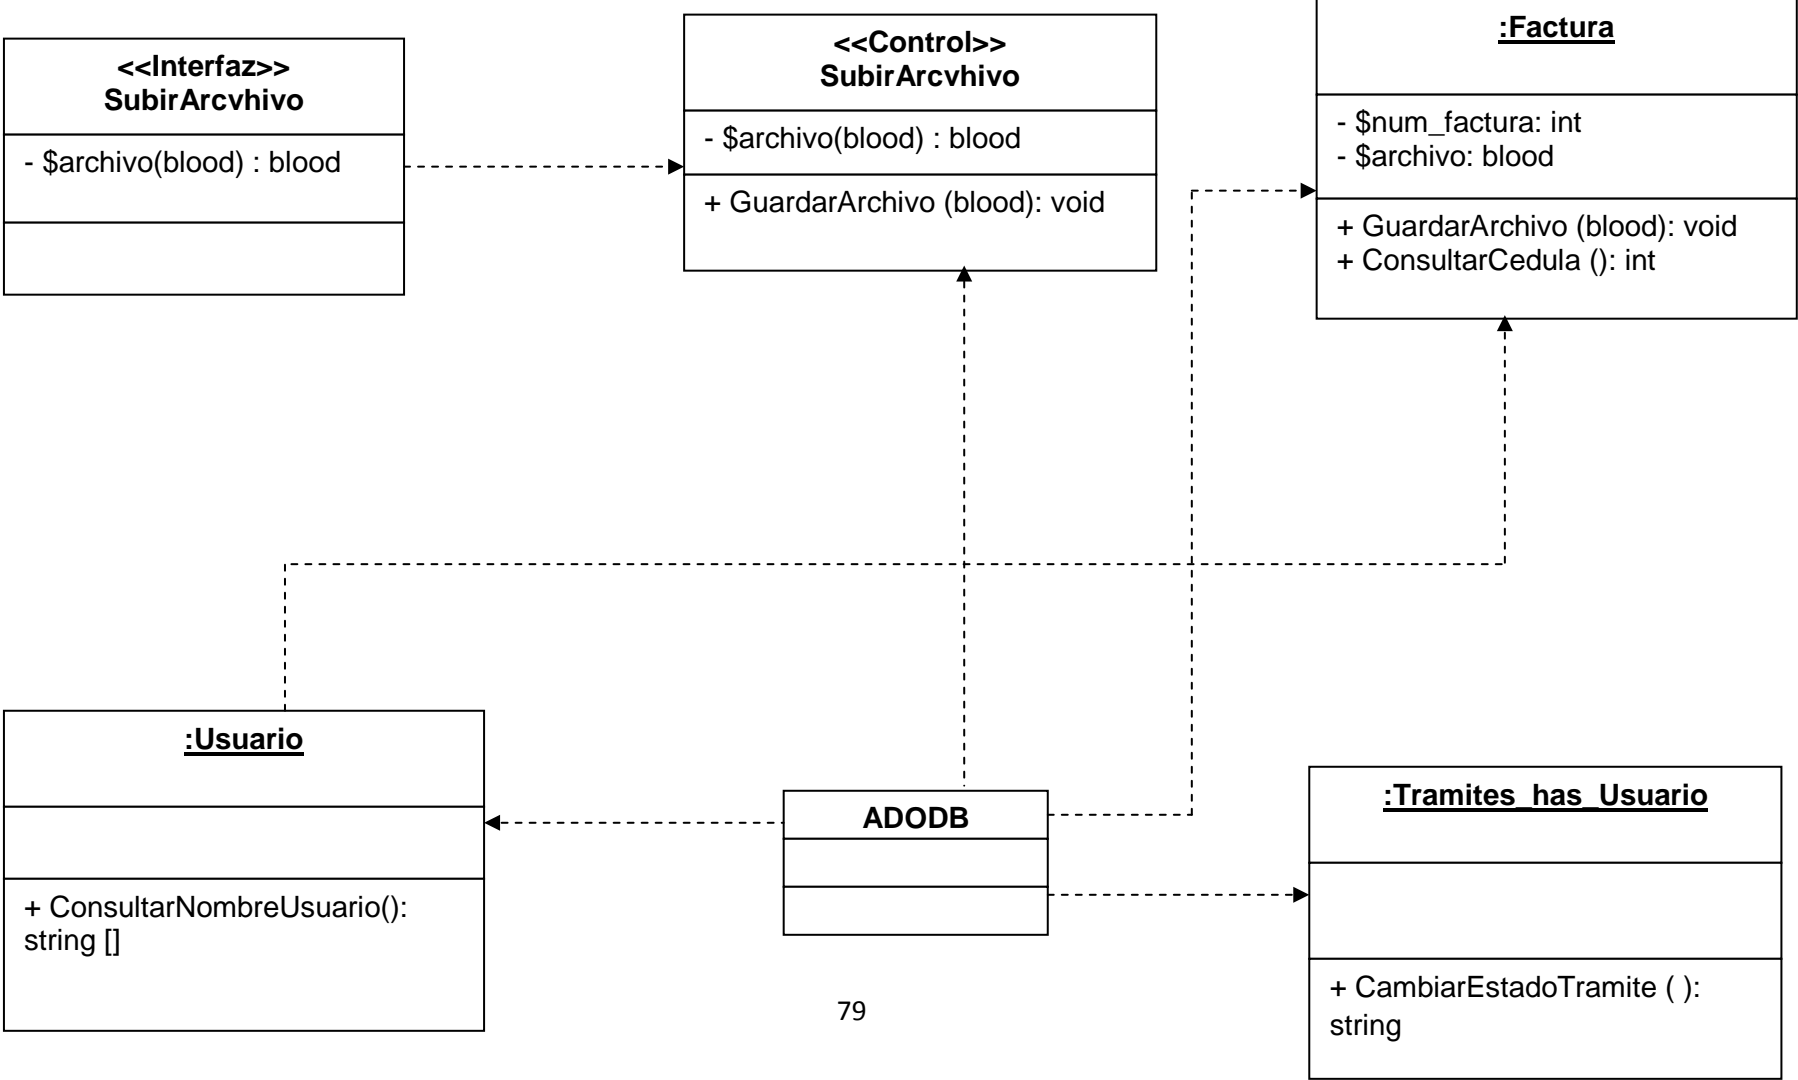 <<Interfaz>>
SubirArcvhivo
- $archivo(blood) : blood
<<Control>>
SubirArcvhivo
- $archivo(blood) : blood
+ GuardarArchivo (blood): void
:Factura
- $num_factura: int
- $archivo: blood
+ GuardarArchivo (blood): void
+ ConsultarCedula (): int
:Usuario
+ ConsultarNombreUsuario():
string []
ADODB
:Tramites_has_Usuario
+ CambiarEstadoTramite ( ):
string
79